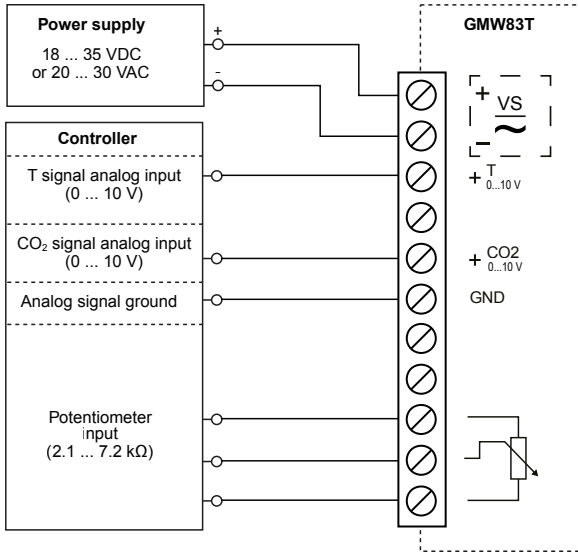 Power supply
18 ... 35 VDC
or 20 ... 30 VAC
+
-
GMW83T
+ VS
-
Controller
T signal analog input
(0 ... 10 V)
+ T
0...10 V
CO₂ signal analog input
(0 ... 10 V)
+ CO2
0...10 V
Analog signal ground
GND
Potentiometer
input
(2.1 ... 7.2 kΩ)